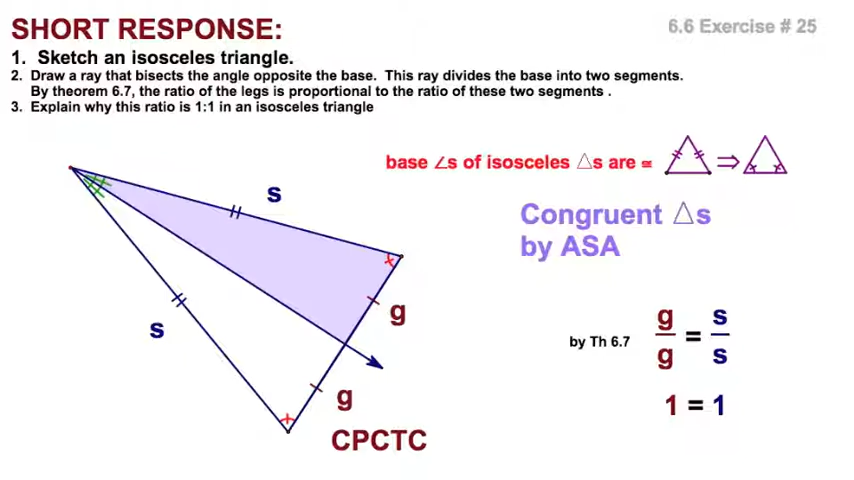 SHORT RESPONSE:
6.6 Exercise # 25
1. Sketch an isosceles triangle.
2. Draw a ray that bisects the angle opposite the base. This ray divides the base into two segments.
By theorem 6.7, the ratio of the legs is proportional to the ratio of these two segments .
3. Explain why this ratio is 1:1 in an isosceles triangle
base ∠s of isosceles △s are ≅ ⇒
s
Congruent △s
by ASA
s
g
g
CPCTC
by Th 6.7
g/g = s/s
1 = 1